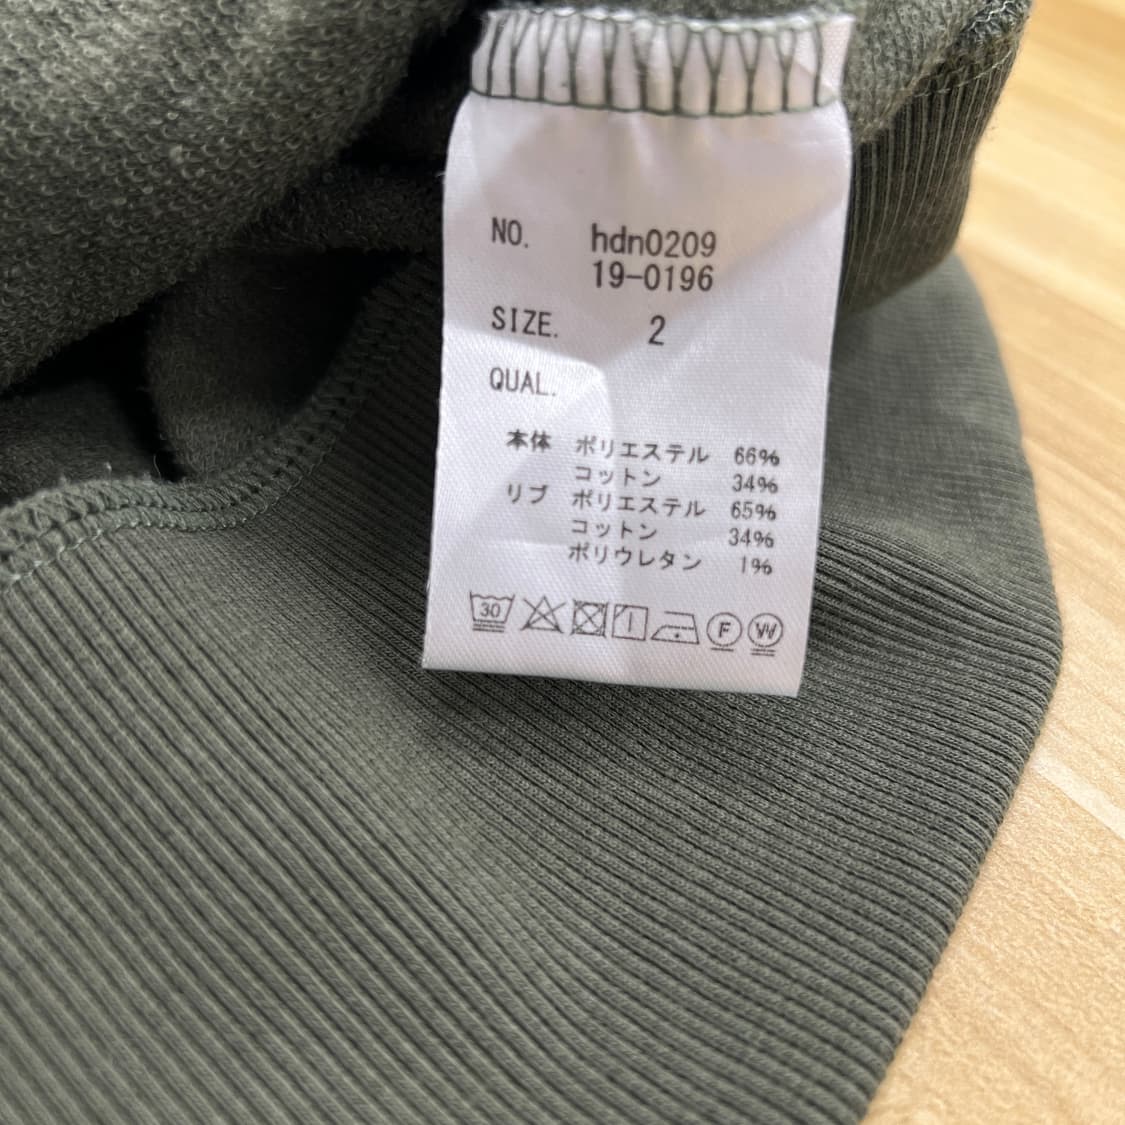 NO. hdn0209
19-0196
SIZE. 2
QUAL.
本体 ポリエステル 66%
コットン 34%
リブ ポリエステル 65%
コットン 34%
ポリウレタン 1%
30 F W